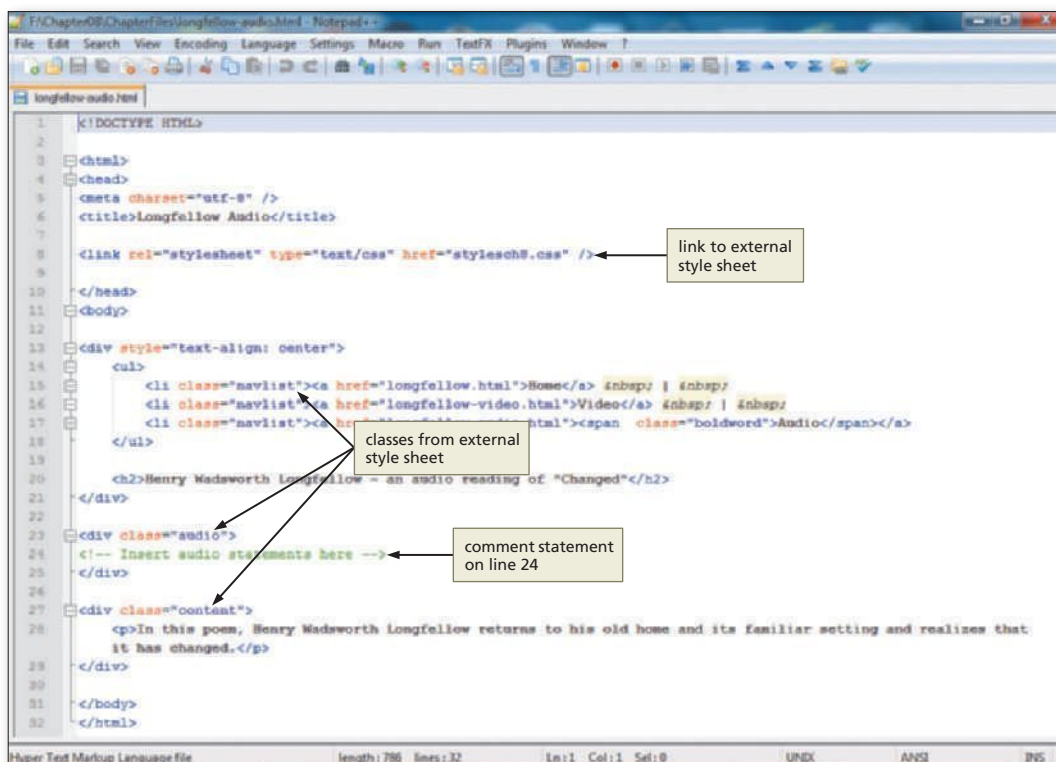 F:\Chapter08\ChapterFiles\longfellow-audio.html - Notepad++
File Edit Search View Encoding Language Settings Macro Run TextFX Plugins Window ?
longfellow-audio.html
1 <!DOCTYPE HTML>
2
3 <html>
4 <head>
5 <meta charset="utf-8" />
6 <title>Longfellow Audio</title>
7
8 <link rel="stylesheet" type="text/css" href="stylesch8.css" />
link to external
style sheet
9
10 </head>
11 <body>
12
13 <div style="text-align: center">
14 <ul>
15 <li class="navlist"><a href="longfellow.html">Home</a> &nbsp; | &nbsp;
16 <li class="navlist"><a href="longfellow-video.html">Video</a> &nbsp; | &nbsp;
17 <li class="navlist"><a html"><span class="boldword">Audio</span></a>
18 </ul>
classes from external
style sheet
19
20 <h2>Henry Wadsworth Longfellow - an audio reading of "Changed"</h2>
21 </div>
22
23 <div class="audio">
24 <!-- Insert audio statements here -->
comment statement
on line 24
25 </div>
26
27 <div class="content">
28 <p>In this poem, Henry Wadsworth Longfellow returns to his old home and its familiar setting and realizes that
it has changed.</p>
29 </div>
30
31 </body>
32 </html>
Hyper Text Markup Language file length : 786 lines : 32 Ln : 1 Col : 1 Sel : 0 UNIX ANSI INS